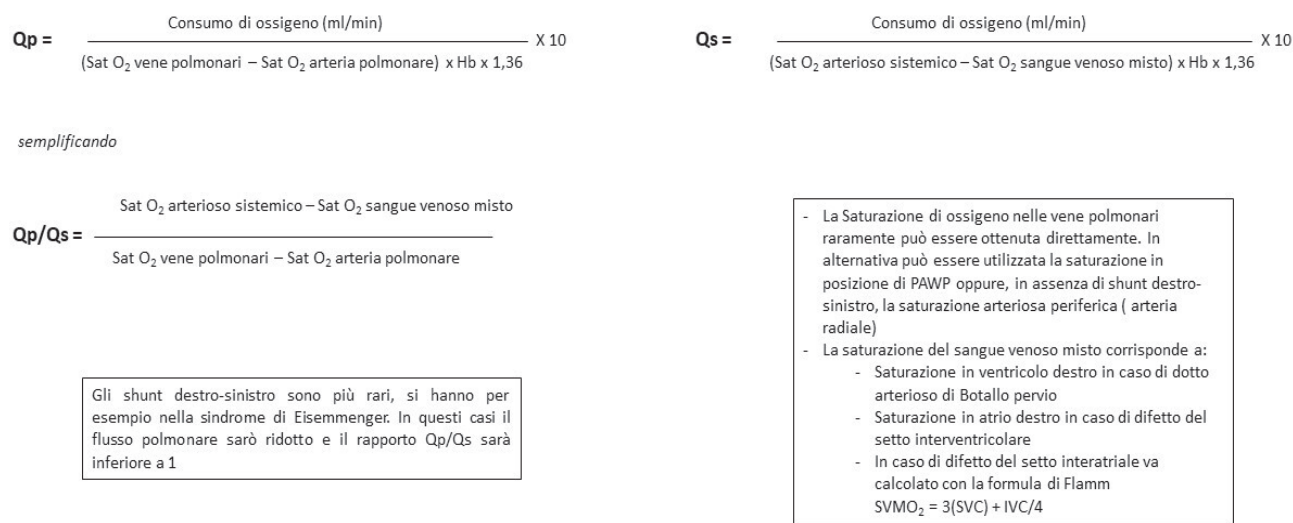 Consumo di ossigeno (ml/min)
Qp = X 10
(Sat O₂ vene polmonari – Sat O₂ arteria polmonare) x Hb x 1,36
Consumo di ossigeno (ml/min)
Qs = X 10
(Sat O₂ arterioso sistemico – Sat O₂ sangue venoso misto) x Hb x 1,36
semplificando
Sat O₂ arterioso sistemico – Sat O₂ sangue venoso misto
Qp/Qs =
Sat O₂ vene polmonari – Sat O₂ arteria polmonare
Gli shunt destro-sinistro sono più rari, si hanno per
esempio nella sindrome di Eisemmenger. In questi casi il
flusso polmonare sarò ridotto e il rapporto Qp/Qs sarà
inferiore a 1
- La Saturazione di ossigeno nelle vene polmonari
raramente può essere ottenuta direttamente. In
alternativa può essere utilizzata la saturazione in
posizione di PAWP oppure, in assenza di shunt destro-
sinistro, la saturazione arteriosa periferica ( arteria
radiale)
- La saturazione del sangue venoso misto corrisponde a:
- Saturazione in ventricolo destro in caso di dotto
arterioso di Botallo pervio
- Saturazione in atrio destro in caso di difetto del
setto interventricolare
- In caso di difetto del setto interatriale va
calcolato con la formula di Flamm
SVMO₂ = 3(SVC) + IVC/4